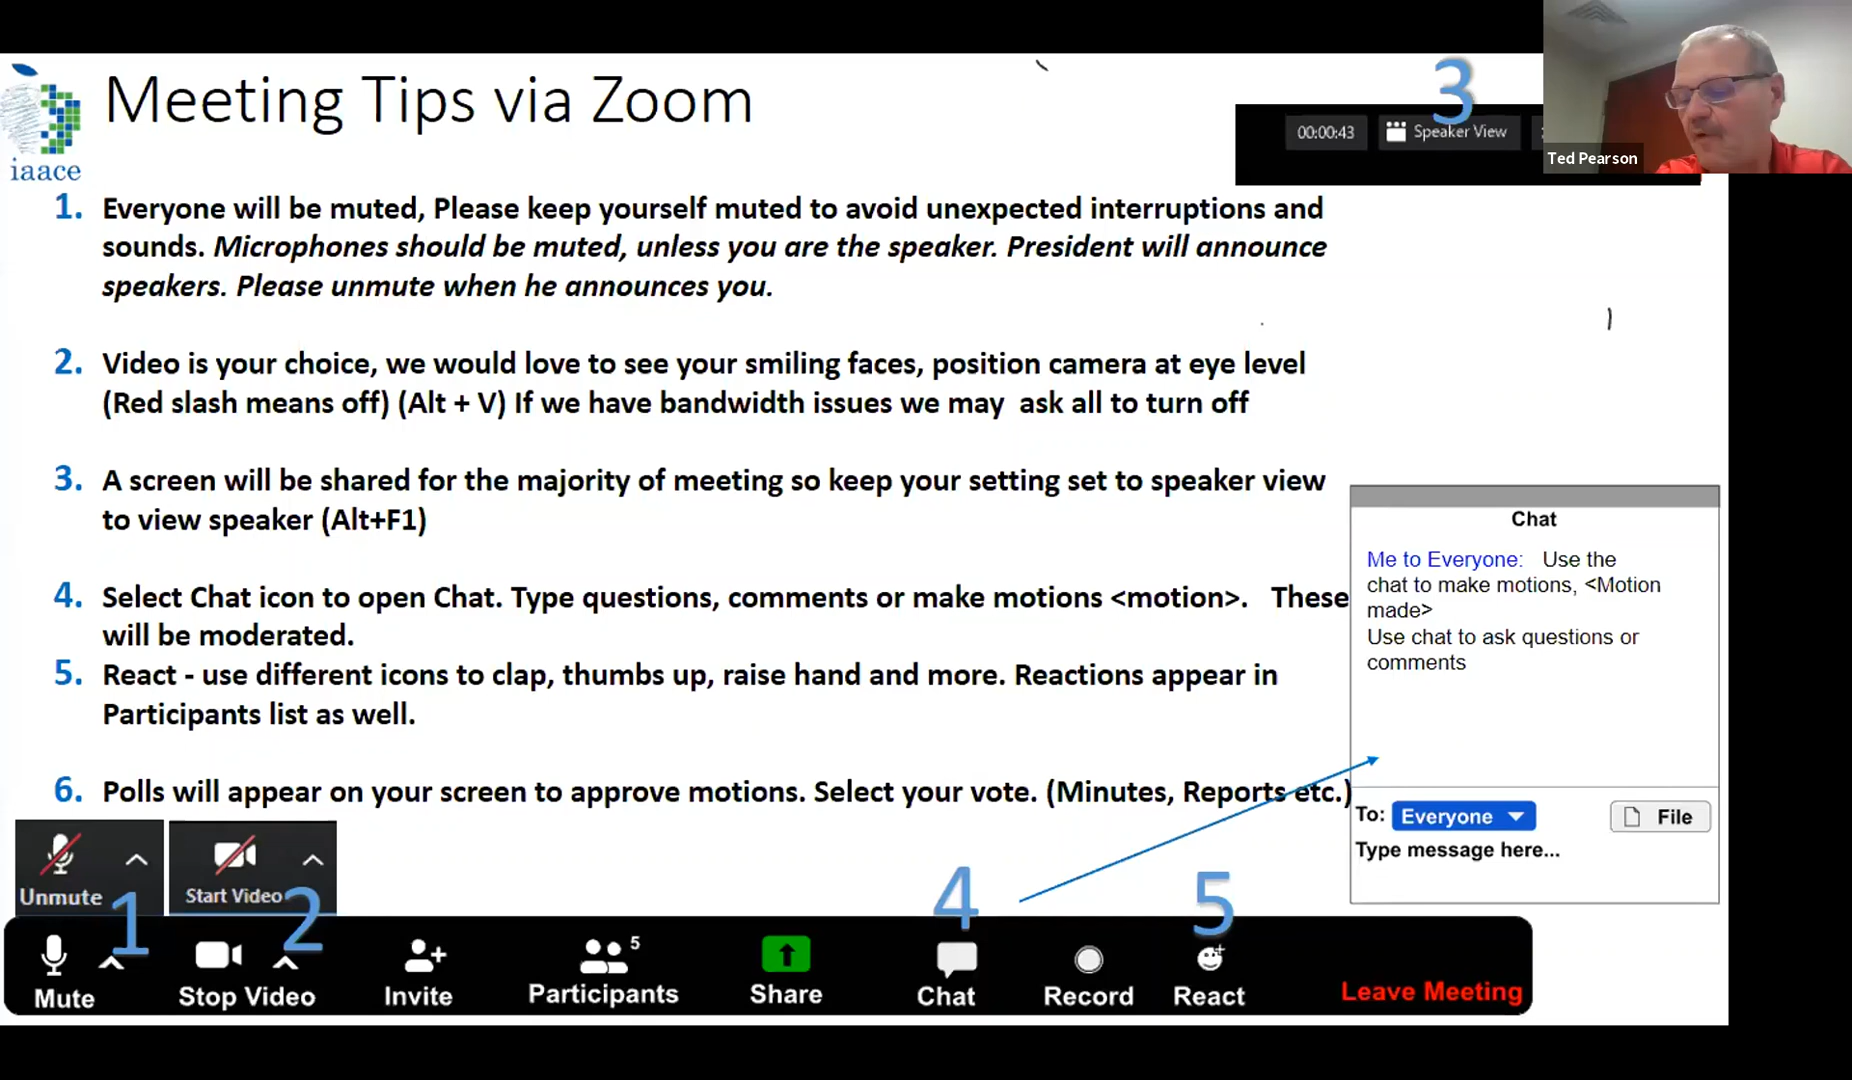 Meeting Tips via Zoom
iaace
3
00:00:43
Speaker View
Ted Pearson
1. Everyone will be muted, Please keep yourself muted to avoid unexpected interruptions and
sounds. Microphones should be muted, unless you are the speaker. President will announce
speakers. Please unmute when he announces you.
2. Video is your choice, we would love to see your smiling faces, position camera at eye level
(Red slash means off) (Alt + V) If we have bandwidth issues we may ask all to turn off
3. A screen will be shared for the majority of meeting so keep your setting set to speaker view
to view speaker (Alt+F1)
4. Select Chat icon to open Chat. Type questions, comments or make motions <motion>. These
will be moderated.
5. React - use different icons to clap, thumbs up, raise hand and more. Reactions appear in
Participants list as well.
6. Polls will appear on your screen to approve motions. Select your vote. (Minutes, Reports etc.)
Chat
Me to Everyone: Use the
chat to make motions, <Motion
made>
Use chat to ask questions or
comments
To: Everyone
File
Type message here...
Unmute
Start Video
1
2
4
5
5
Mute
Stop Video
Invite
Participants
Share
Chat
Record
React
Leave Meeting